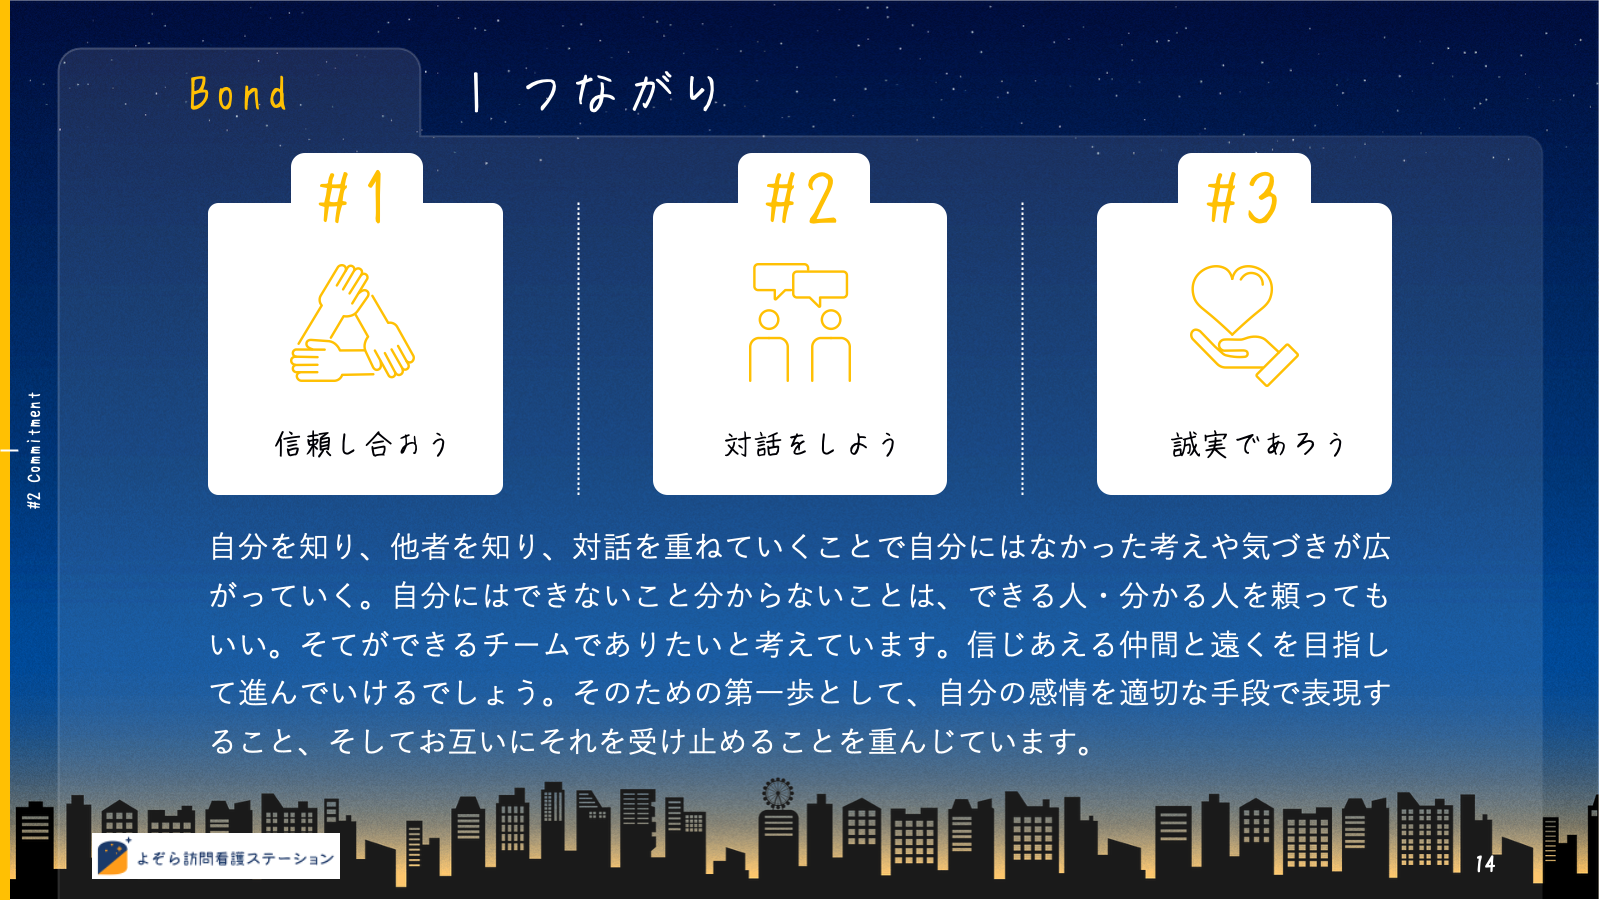 Bond
| つながり
#1
#2
#3
信頼し合おう
対話をしよう
誠実であろう
自分を知り、他者を知り、対話を重ねていくことで自分にはなかった考えや気づきが広
がっていく。自分にはできないこと分からないことは、できる人・分かる人を頼っても
いい。そてができるチームでありたいと考えています。信じあえる仲間と遠くを目指し
て進んでいけるでしょう。そのための第一歩として、自分の感情を適切な手段で表現す
ること、そしてお互いにそれを受け止めることを重んじています。
#2 Commitment
よぞら訪問看護ステーション
14